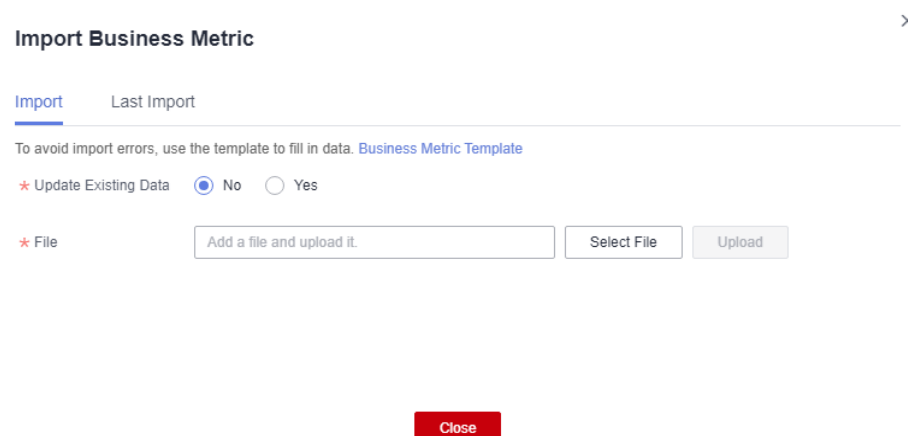 Import Business Metric
Import Last Import
To avoid import errors, use the template to fill in data. Business Metric Template
* Update Existing Data No Yes
* File Add a file and upload it. Select File Upload
Close